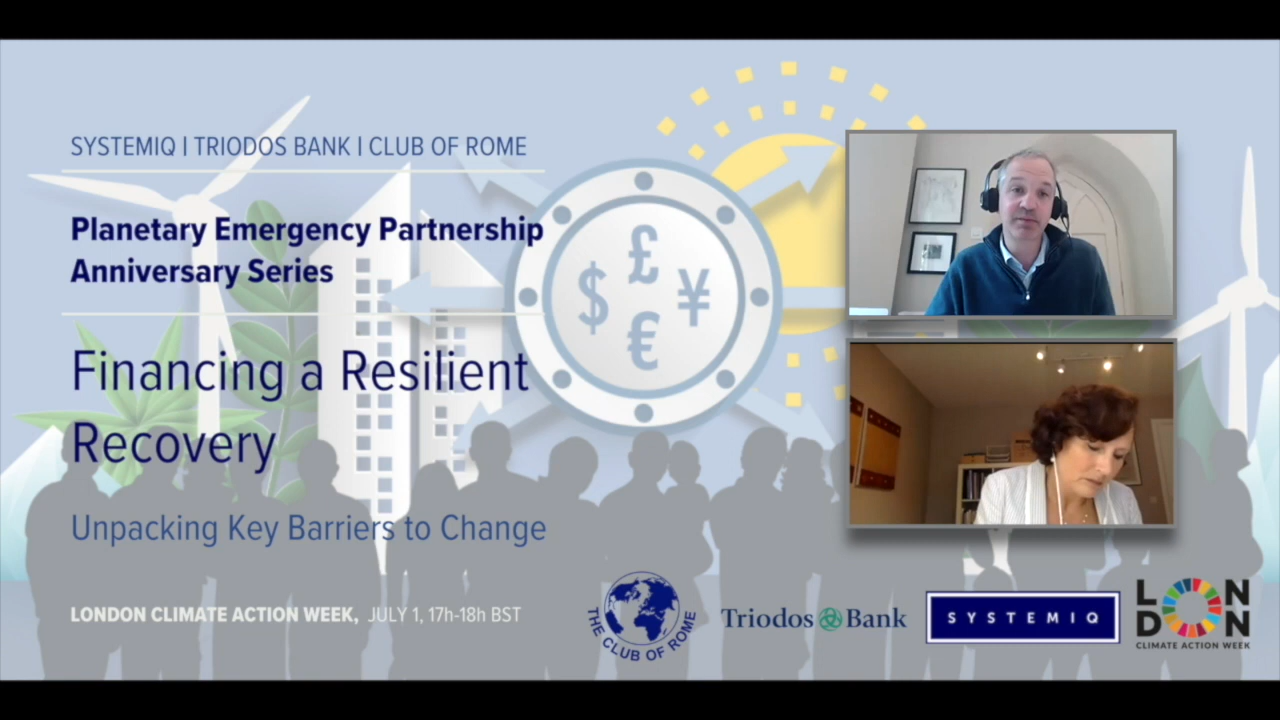 SYSTEMIQ | TRIODOS BANK | CLUB OF ROME
Planetary Emergency Partnership
Anniversary Series
Financing a Resilient
Recovery
Unpacking Key Barriers to Change
LONDON CLIMATE ACTION WEEK, JULY 1, 17h-18h BST
$ £ € ¥
THE CLUB OF ROME
Triodos Bank
SYSTEMIQ
LON
DON
CLIMATE ACTION WEEK